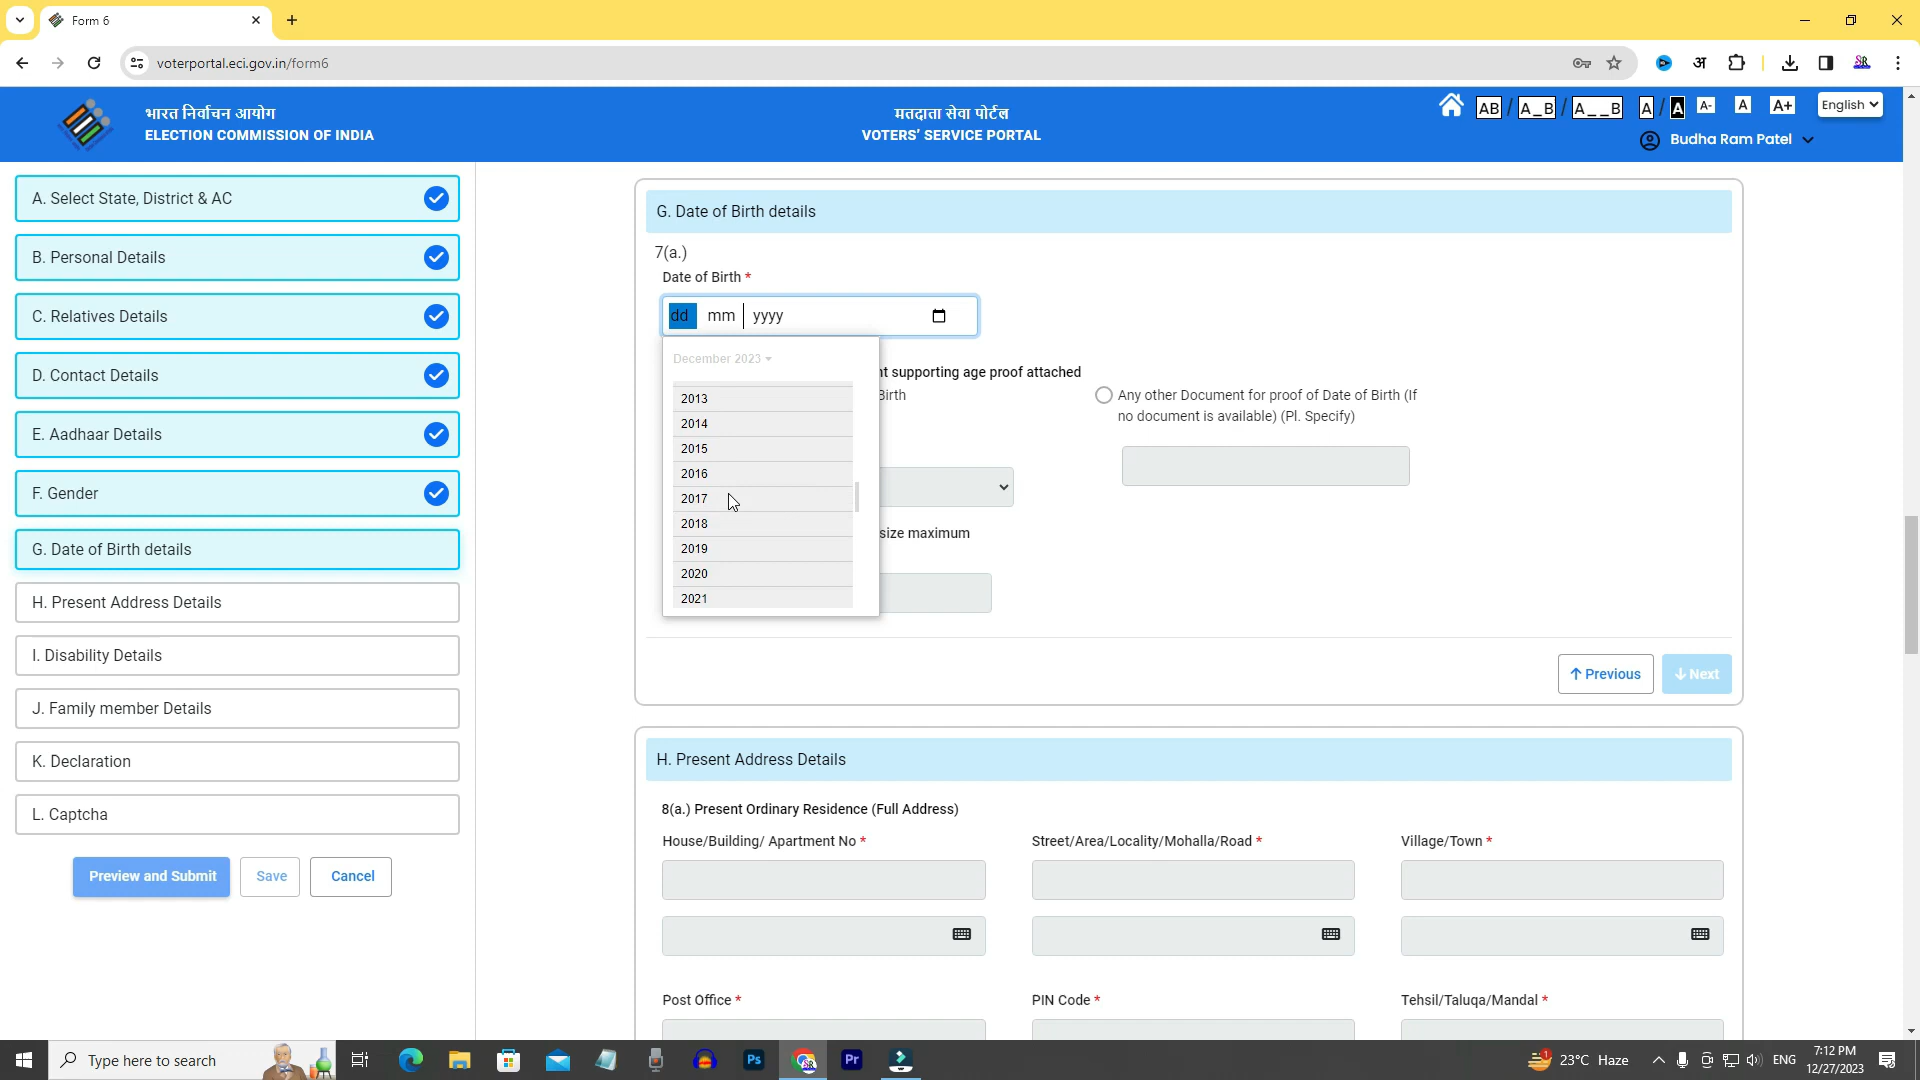 Form 6
voterportal.eci.gov.in/form6
अ
SR
भारत निर्वाचन आयोग
ELECTION COMMISSION OF INDIA
मतदाता सेवा पोर्टल
VOTERS' SERVICE PORTAL
AB / A_B / A__B A / A A- A A+ English
Budha Ram Patel
A. Select State, District & AC
B. Personal Details
C. Relatives Details
D. Contact Details
E. Aadhaar Details
F. Gender
G. Date of Birth details
H. Present Address Details
I. Disability Details
J. Family member Details
K. Declaration
L. Captcha
Preview and Submit
Save
Cancel
G. Date of Birth details
7(a.)
Date of Birth *
dd mm yyyy
December 2023
2013
2014
2015
2016
2017
2018
2019
2020
2021
nt supporting age proof attached
Birth
Any other Document for proof of Date of Birth (If
no document is available) (Pl. Specify)
size maximum
Previous
Next
H. Present Address Details
8(a.) Present Ordinary Residence (Full Address)
House/Building/ Apartment No *
Street/Area/Locality/Mohalla/Road *
Village/Town *
Post Office *
PIN Code *
Tehsil/Taluqa/Mandal *
Type here to search
Ps
SR
Pr
1
23°C Haze
ENG
7:12 PM
12/27/2023